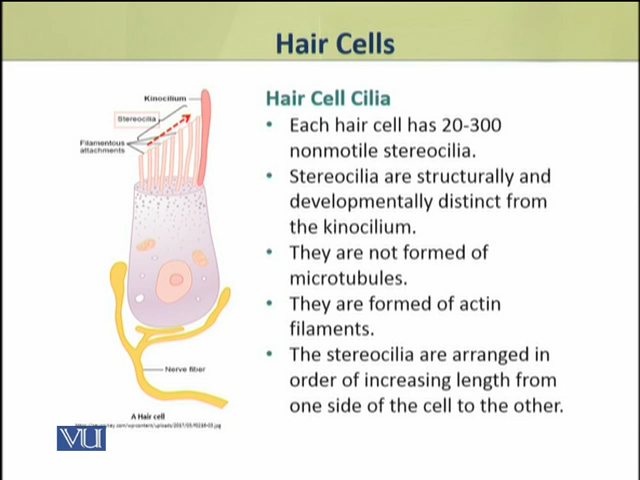 Hair Cells
Kinocilium
Stereocilia
Filamentous
attachments
Nerve fiber
A Hair cell
VU
Hair Cell Cilia
• Each hair cell has 20-300
nonmotile stereocilia.
• Stereocilia are structurally and
developmentally distinct from
the kinocilium.
• They are not formed of
microtubules.
• They are formed of actin
filaments.
• The stereocilia are arranged in
order of increasing length from
one side of the cell to the other.